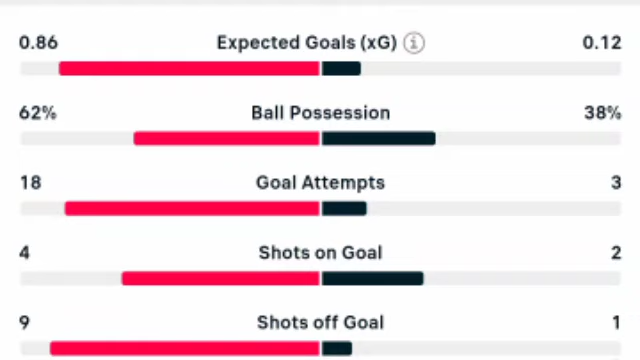 0.86 Expected Goals (xG) i 0.12
62% Ball Possession 38%
18 Goal Attempts 3
4 Shots on Goal 2
9 Shots off Goal 1